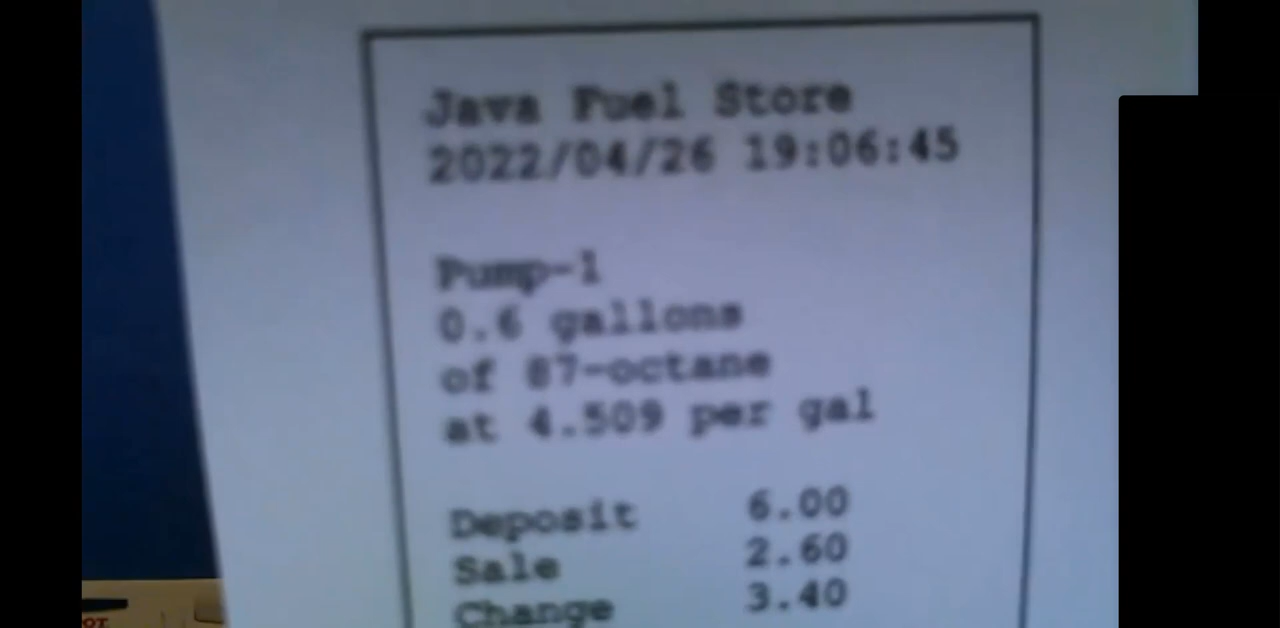 Java Fuel Store
2022/04/26 19:06:45
Pump-1
0.6 gallons
of 87-octane
at 4.509 per gal
Deposit 6.00
Sale 2.60
Change 3.40